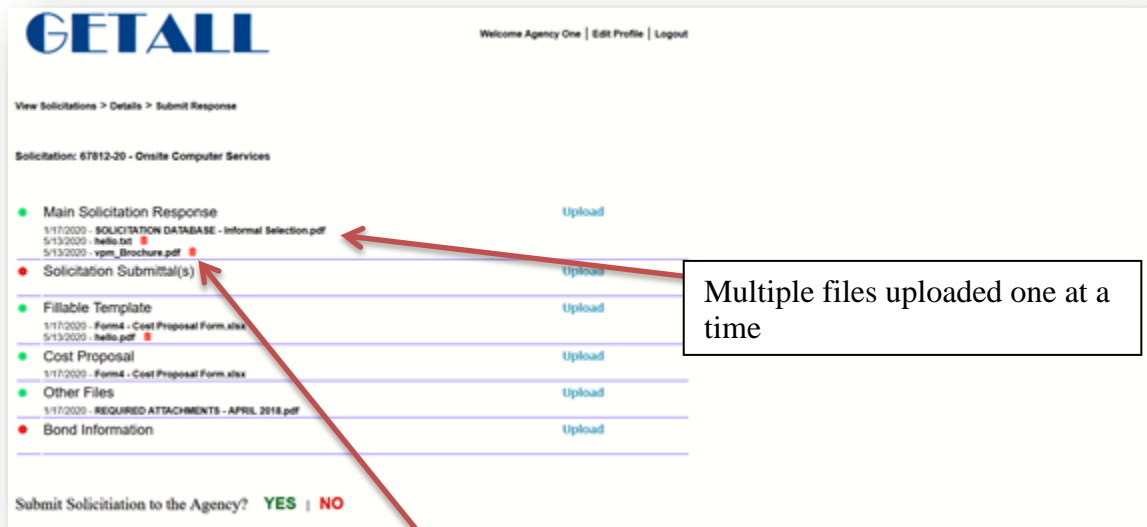 GETALL
Welcome Agency One | Edit Profile | Logout
View Solicitations > Details > Submit Response
Solicitation: 67812-20 - Onsite Computer Services
Main Solicitation Response Upload
1/17/2020 - SOLICITATION DATABASE - Informal Selection.pdf
5/13/2020 - hello.txt
5/13/2020 - vpm_Brochure.pdf
Solicitation Submittal(s) Upload
Multiple files uploaded one at a
time
Fillable Template Upload
1/17/2020 - Form4 - Cost Proposal Form.xlsx
5/13/2020 - hello.pdf
Cost Proposal Upload
1/17/2020 - Form4 - Cost Proposal Form.xlsx
Other Files Upload
1/17/2020 - REQUIRED ATTACHMENTS - APRIL 2018.pdf
Bond Information Upload
Submit Solicitiation to the Agency? YES | NO